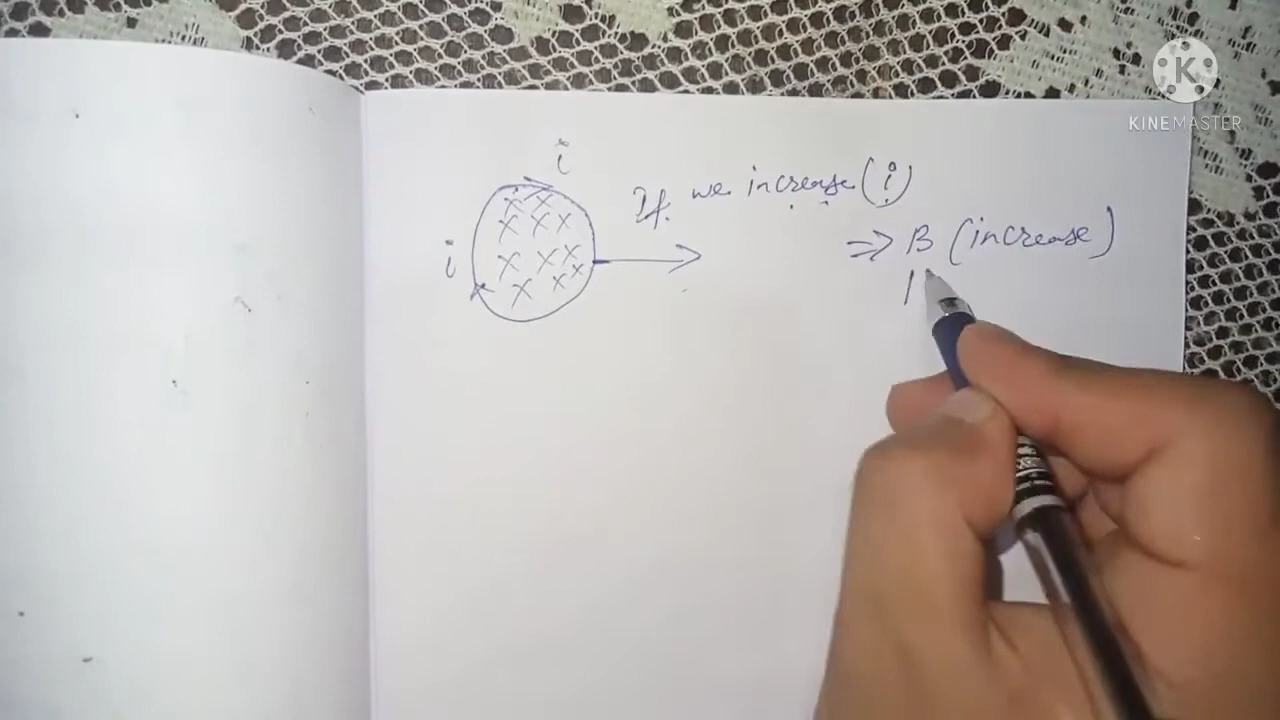 i
If we increase (i)
i
⇒ B (increase)
K
KINEMASTER